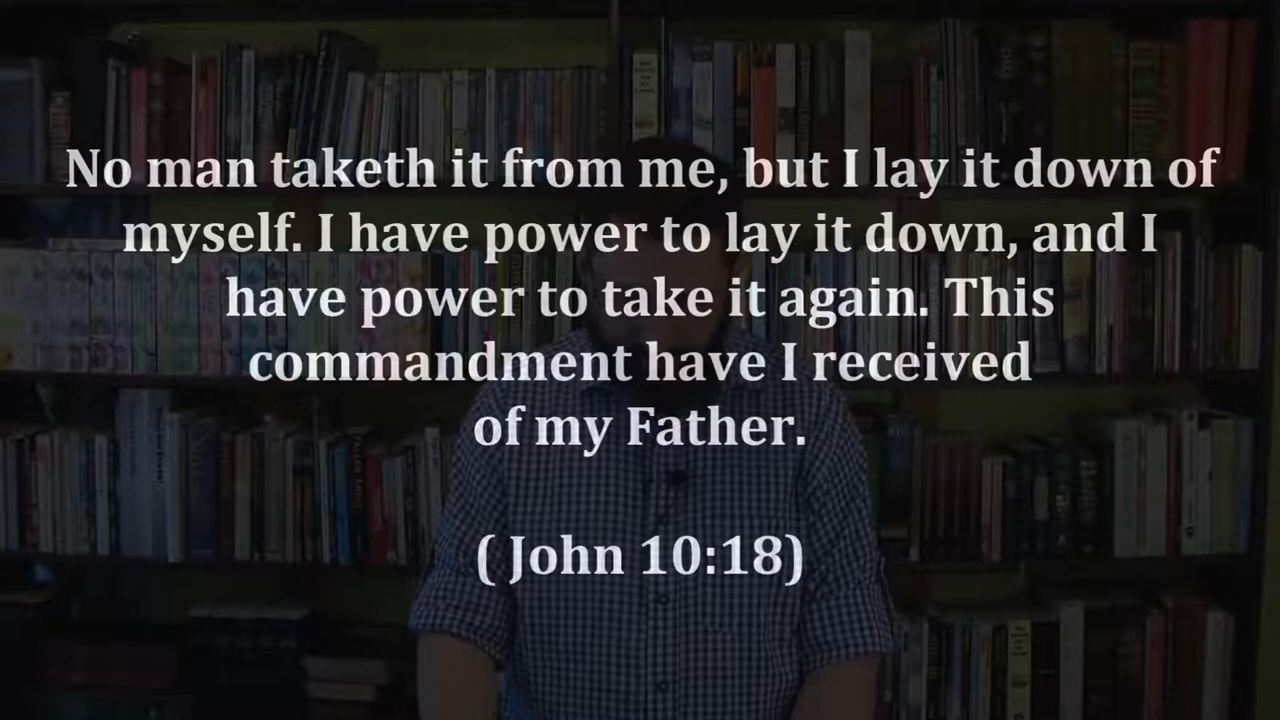 No man taketh it from me, but I lay it down of
myself. I have power to lay it down, and I
have power to take it again. This
commandment have I received
of my Father.
( John 10:18)